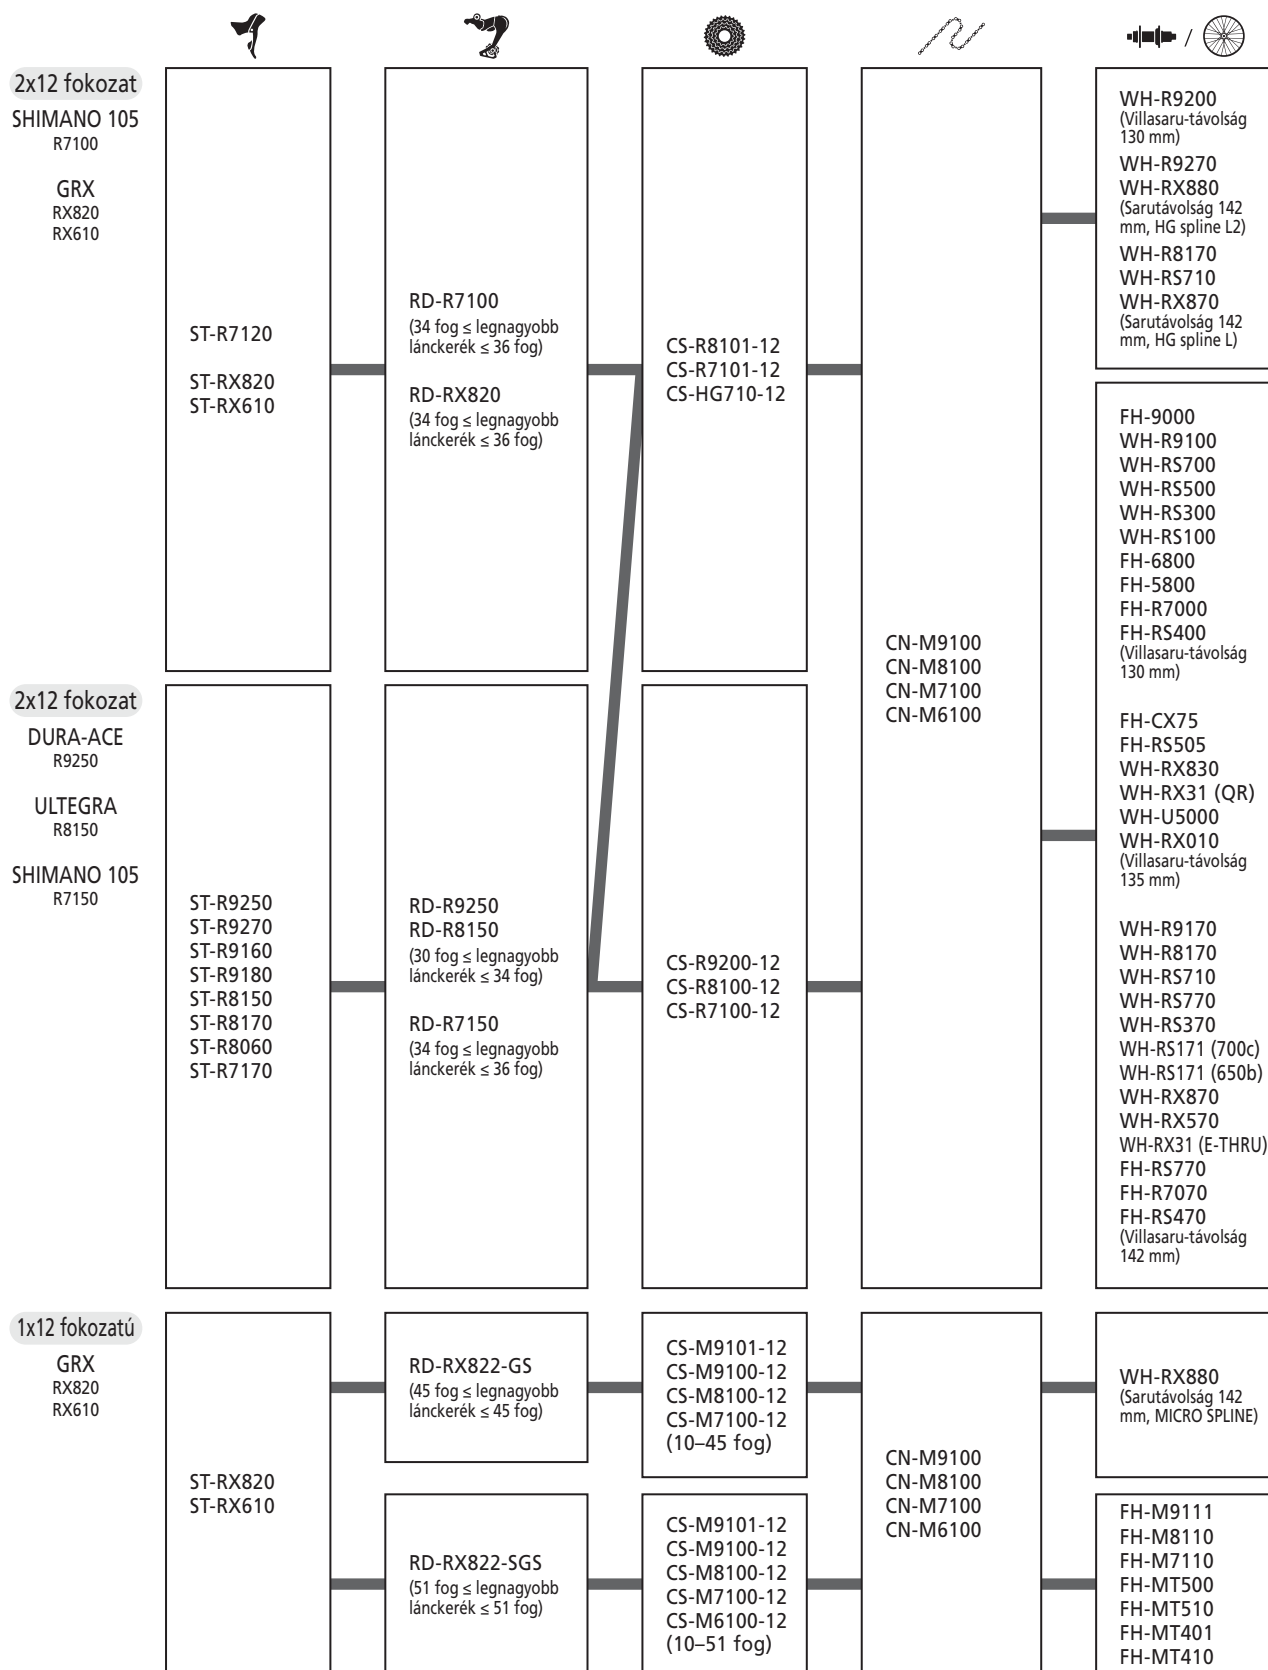 /
2x12 fokozat
SHIMANO 105
R7100
GRX
RX820
RX610
ST-R7120
ST-RX820
ST-RX610
RD-R7100
(34 fog ≤ legnagyobb
lánckerék ≤ 36 fog)
RD-RX820
(34 fog ≤ legnagyobb
lánckerék ≤ 36 fog)
CS-R8101-12
CS-R7101-12
CS-HG710-12
2x12 fokozat
DURA-ACE
R9250
ULTEGRA
R8150
SHIMANO 105
R7150
ST-R9250
ST-R9270
ST-R9160
ST-R9180
ST-R8150
ST-R8170
ST-R8060
ST-R7170
RD-R9250
RD-R8150
(30 fog ≤ legnagyobb
lánckerék ≤ 34 fog)
RD-R7150
(34 fog ≤ legnagyobb
lánckerék ≤ 36 fog)
CS-R9200-12
CS-R8100-12
CS-R7100-12
CN-M9100
CN-M8100
CN-M7100
CN-M6100
WH-R9200
(Villasaru-távolság
130 mm)
WH-R9270
WH-RX880
(Sarutávolság 142
mm, HG spline L2)
WH-R8170
WH-RS710
WH-RX870
(Sarutávolság 142
mm, HG spline L)
FH-9000
WH-R9100
WH-RS700
WH-RS500
WH-RS300
WH-RS100
FH-6800
FH-5800
FH-R7000
FH-RS400
(Villasaru-távolság
130 mm)
FH-CX75
FH-RS505
WH-RX830
WH-RX31 (QR)
WH-U5000
WH-RX010
(Villasaru-távolság
135 mm)
WH-R9170
WH-R8170
WH-RS710
WH-RS770
WH-RS370
WH-RS171 (700c)
WH-RS171 (650b)
WH-RX870
WH-RX570
WH-RX31 (E-THRU)
FH-RS770
FH-R7070
FH-RS470
(Villasaru-távolság
142 mm)
1x12 fokozatú
GRX
RX820
RX610
ST-RX820
ST-RX610
RD-RX822-GS
(45 fog ≤ legnagyobb
lánckerék ≤ 45 fog)
CS-M9101-12
CS-M9100-12
CS-M8100-12
CS-M7100-12
(10–45 fog)
RD-RX822-SGS
(51 fog ≤ legnagyobb
lánckerék ≤ 51 fog)
CS-M9101-12
CS-M9100-12
CS-M8100-12
CS-M7100-12
CS-M6100-12
(10–51 fog)
CN-M9100
CN-M8100
CN-M7100
CN-M6100
WH-RX880
(Sarutávolság 142
mm, MICRO SPLINE)
FH-M9111
FH-M8110
FH-M7110
FH-MT500
FH-MT510
FH-MT401
FH-MT410